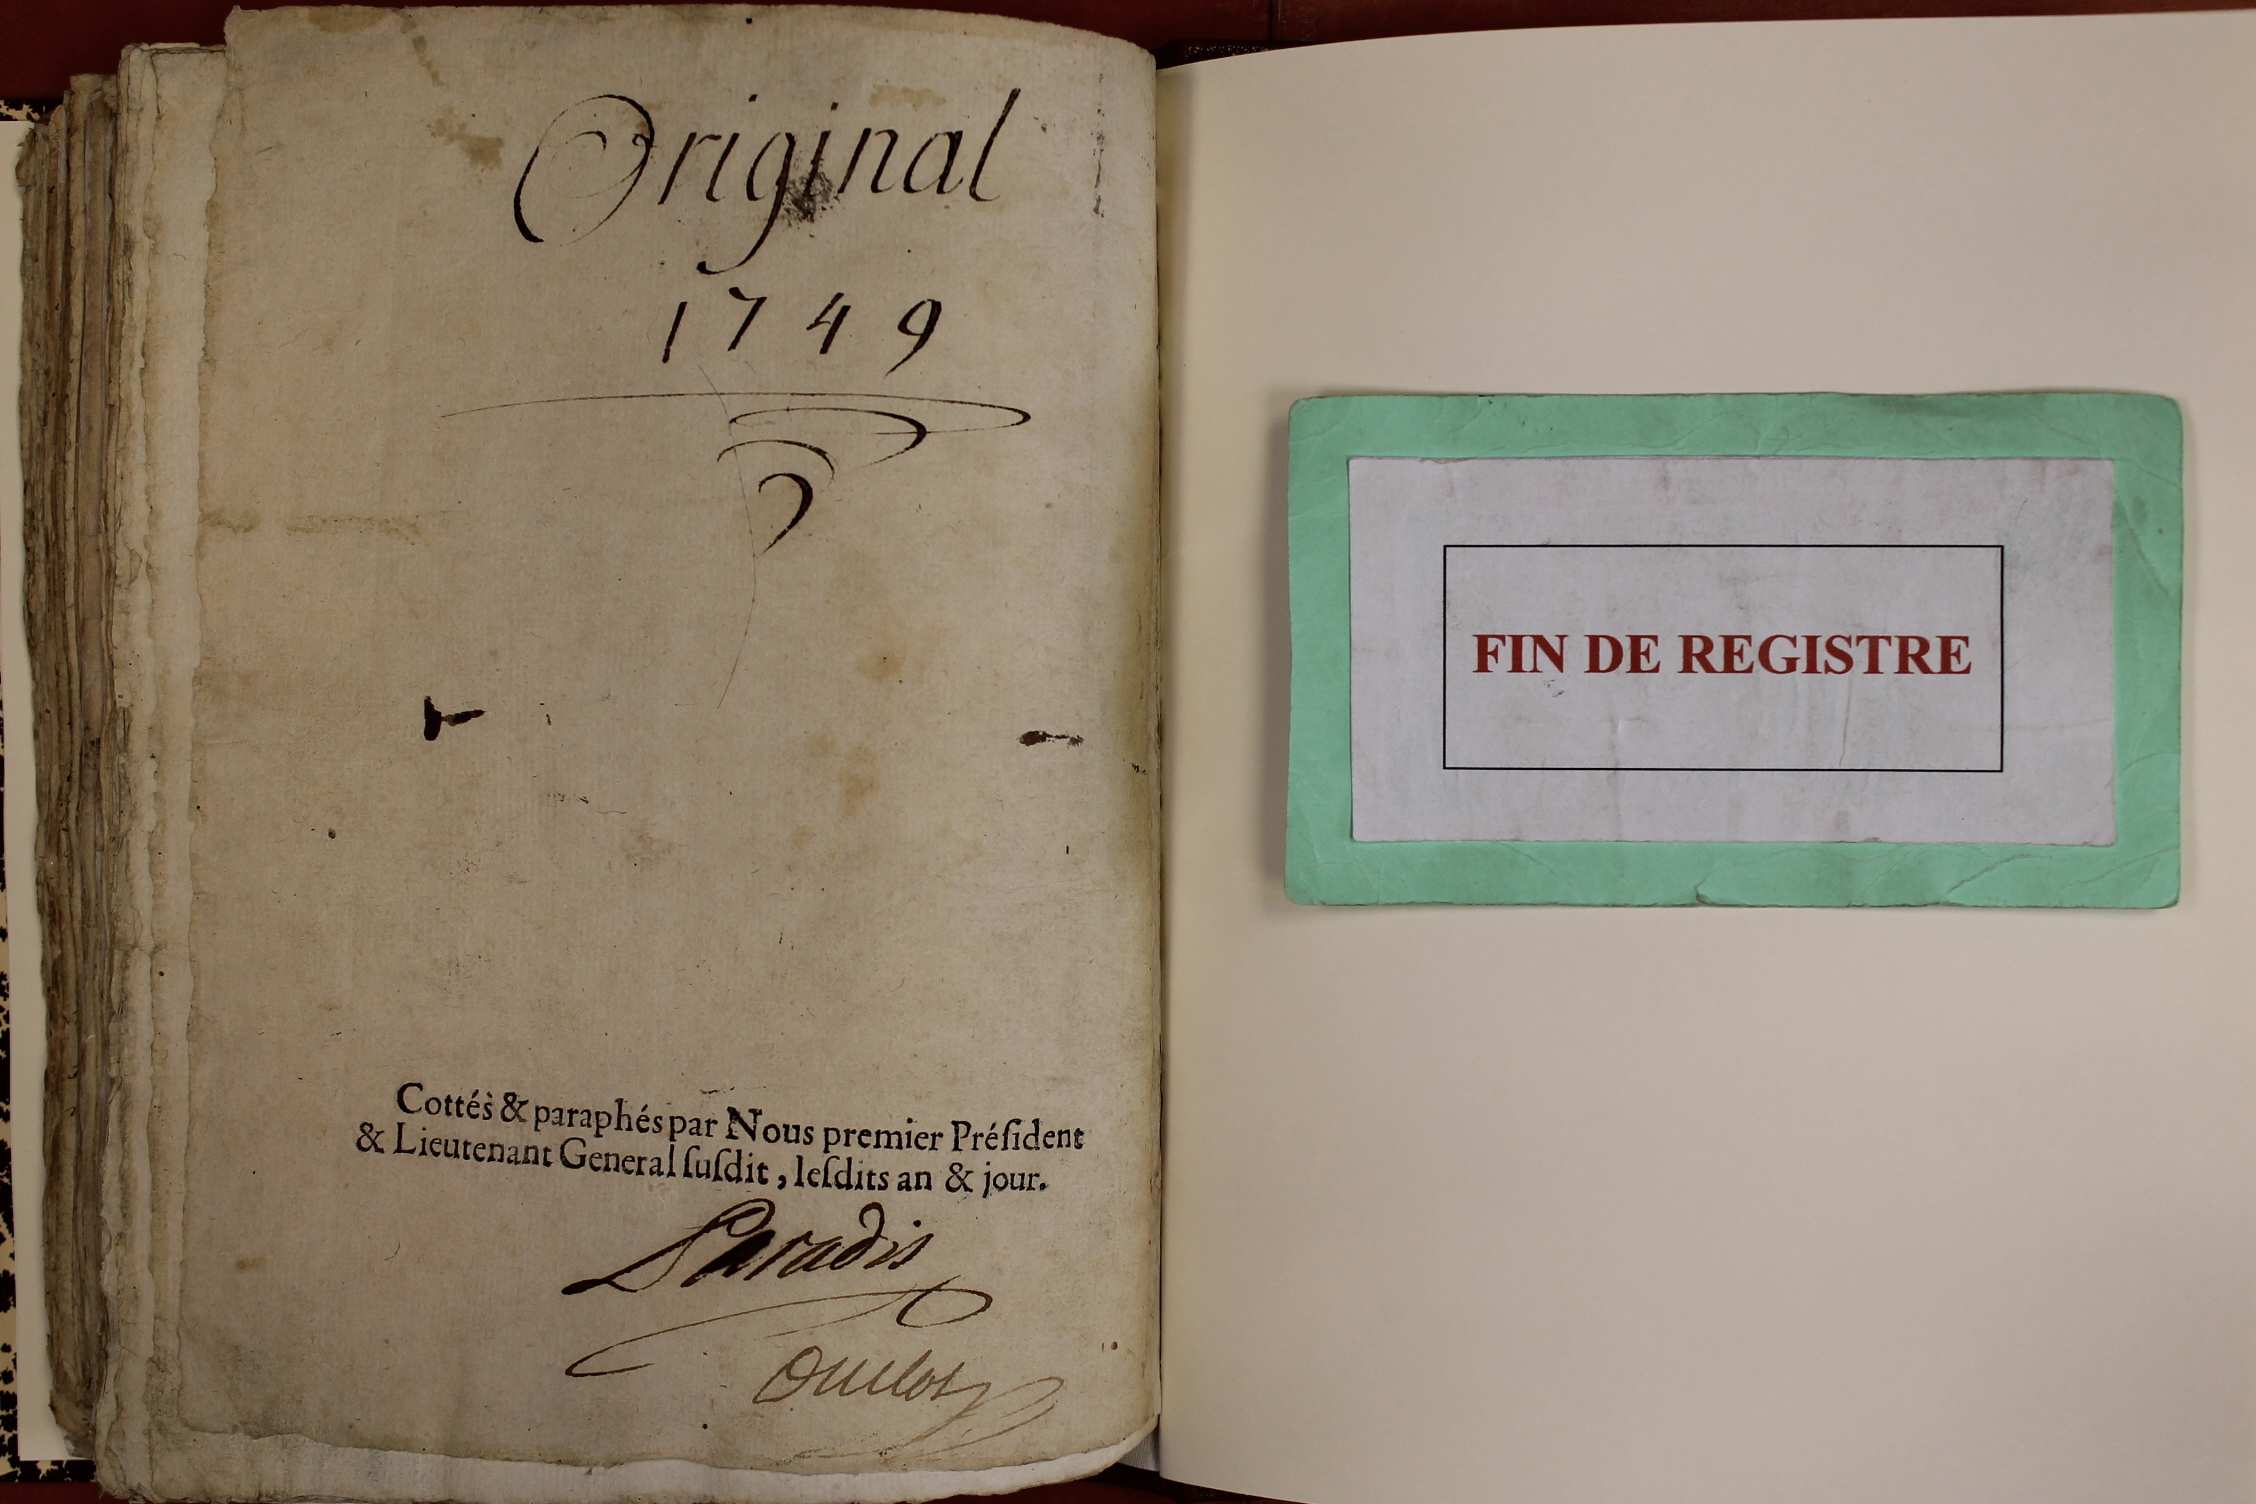 Original
1749
Cottés & paraphés par Nous premier Préſident
& Lieutenant General ſuſdit, leſdits an & jour.
Paradis
FIN DE REGISTRE